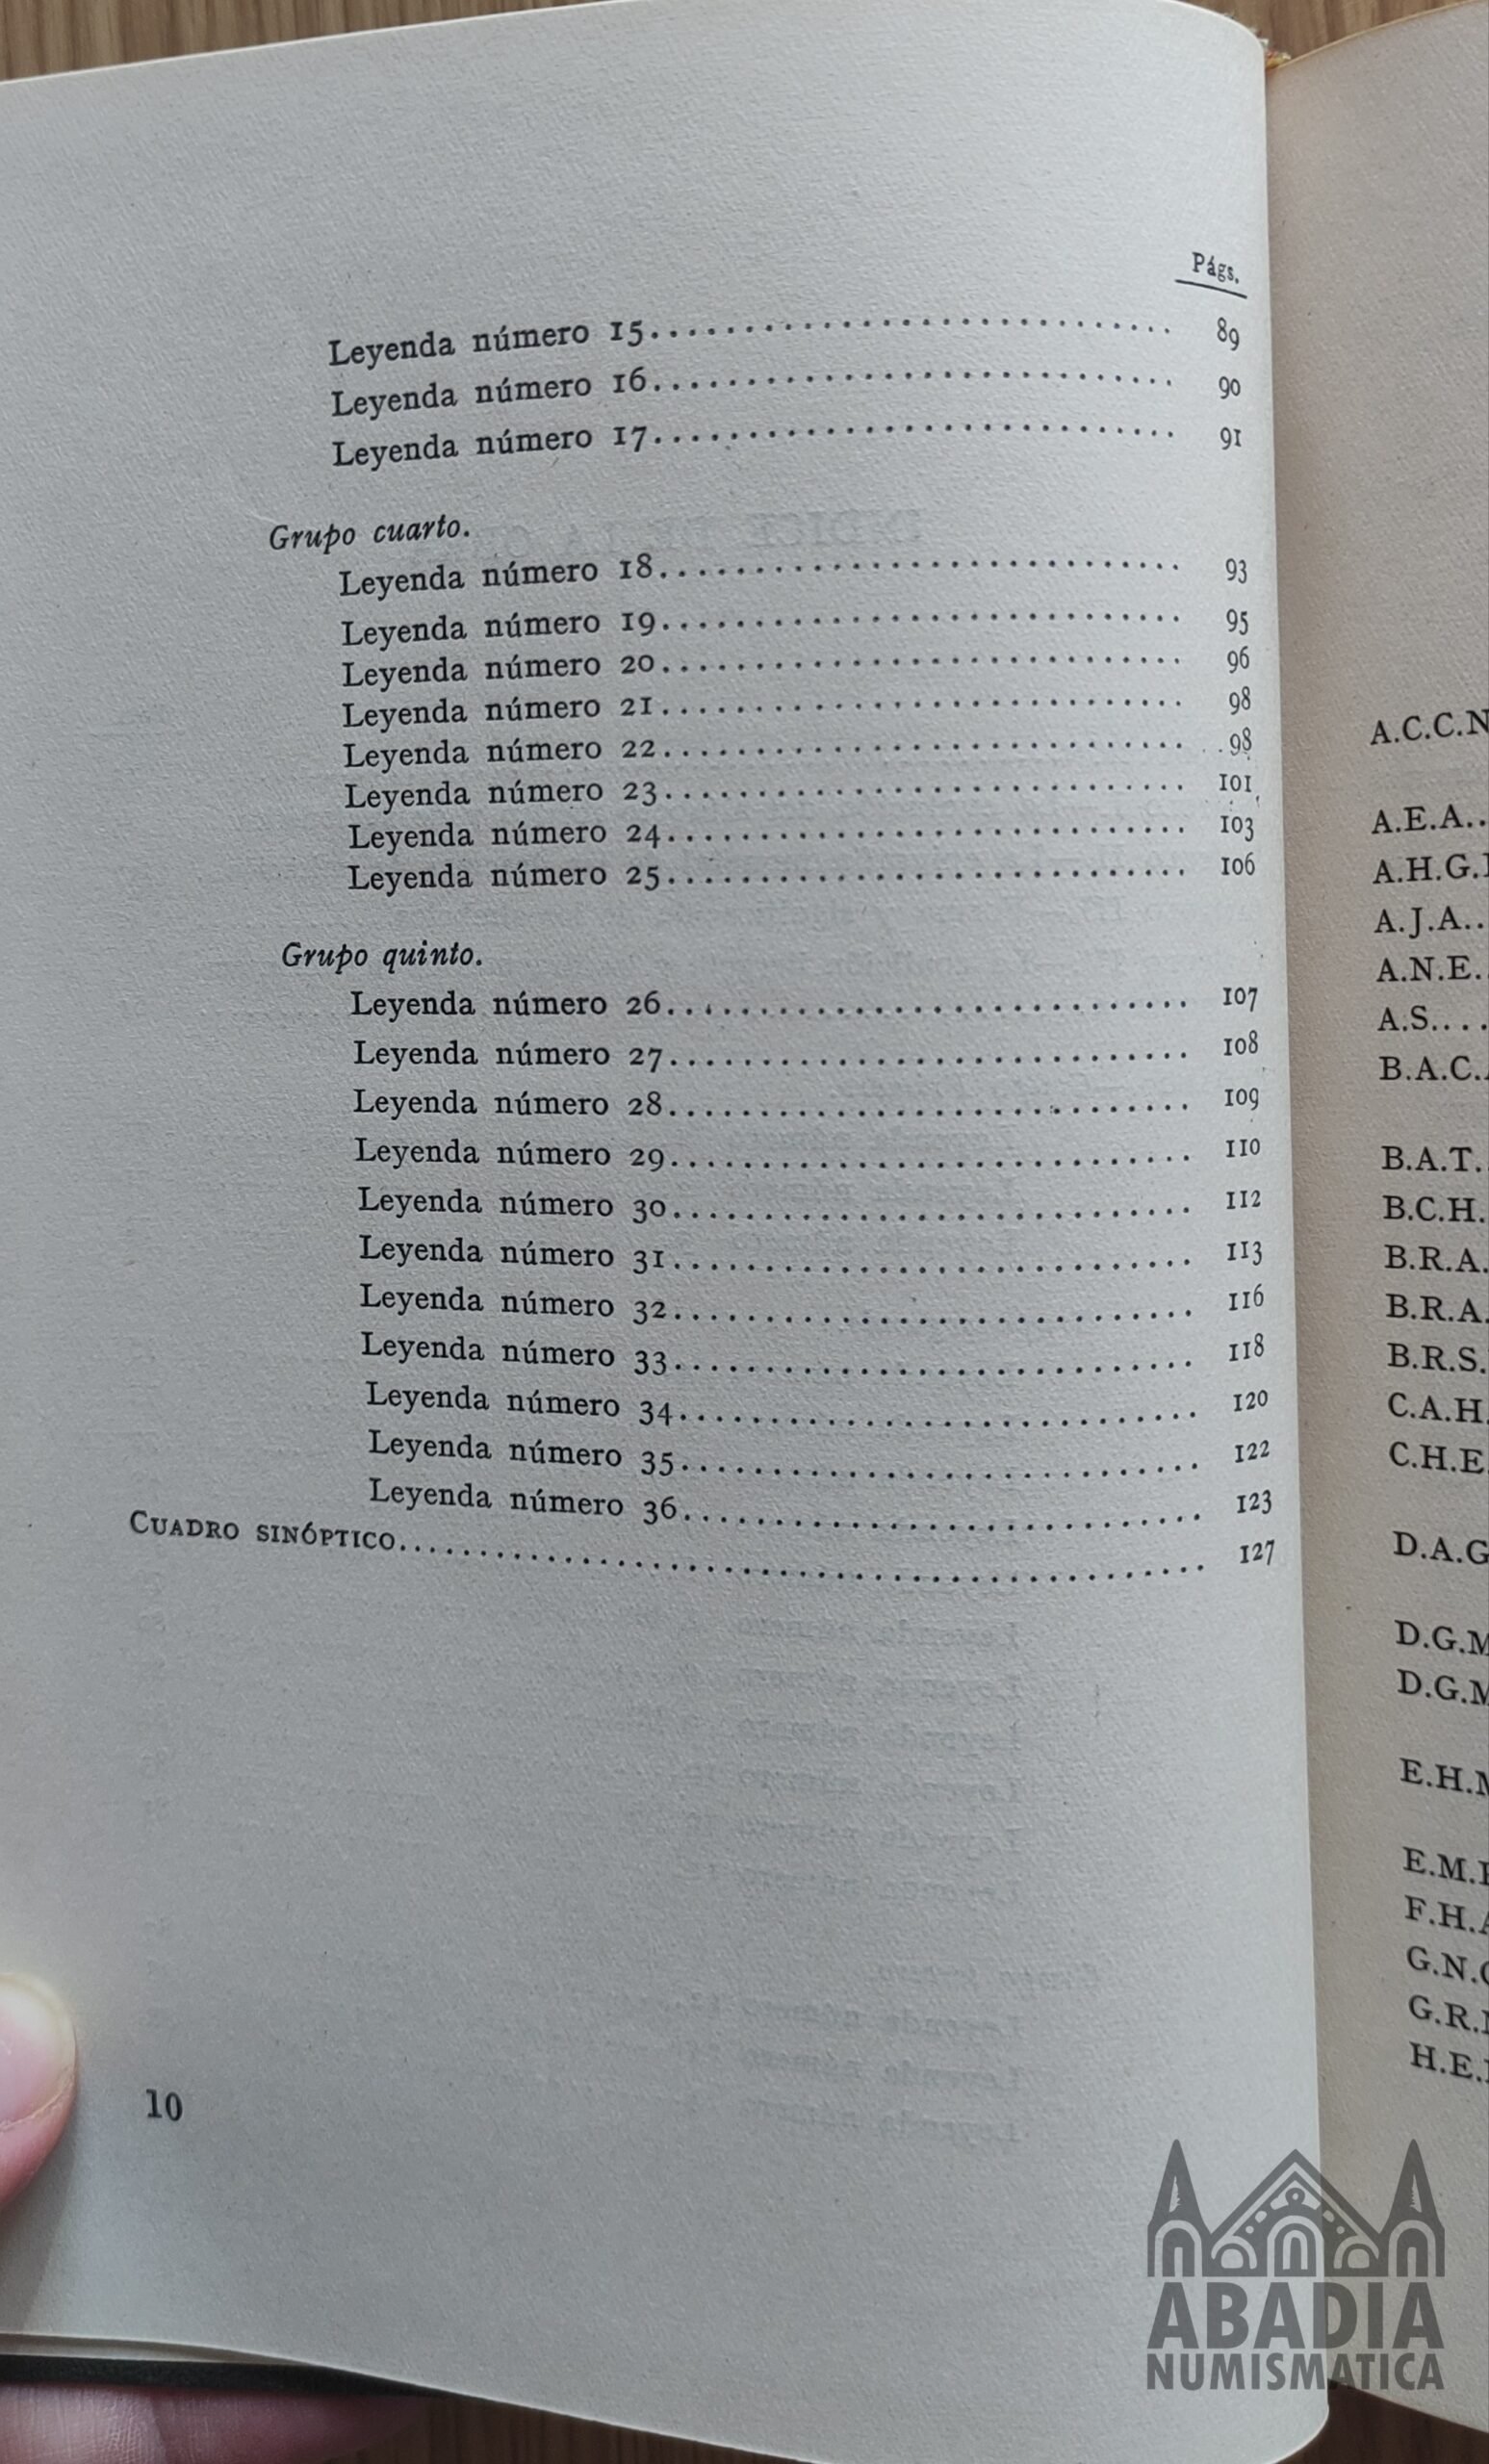 Págs.
Leyenda número 15............................ 89
Leyenda número 16............................ 90
Leyenda número 17............................ 91
Grupo cuarto.
Leyenda número 18............................ 93
Leyenda número 19............................ 95
Leyenda número 20............................ 96
Leyenda número 21............................ 98
Leyenda número 22............................ 98
Leyenda número 23............................ 101
Leyenda número 24............................ 103
Leyenda número 25............................ 106
Grupo quinto.
Leyenda número 26............................ 107
Leyenda número 27............................ 108
Leyenda número 28............................ 109
Leyenda número 29............................ 110
Leyenda número 30............................ 112
Leyenda número 31............................ 113
Leyenda número 32............................ 116
Leyenda número 33............................ 118
Leyenda número 34............................ 120
Leyenda número 35............................ 122
Leyenda número 36............................ 123
CUADRO SINÓPTICO........................................... 127
10
A.C.C.N
A.E.A..
A.H.G.
A.J.A..
A.N.E.
A.S....
B.A.C.
B.A.T.
B.C.H.
B.R.A.
B.R.A.
B.R.S.
C.A.H.
C.H.E
D.A.G
D.G.M
D.G.M
E.H.M
E.M.
F.H.A
G.N.
G.R.
H.E.
ABADIA
NUMISMATICA